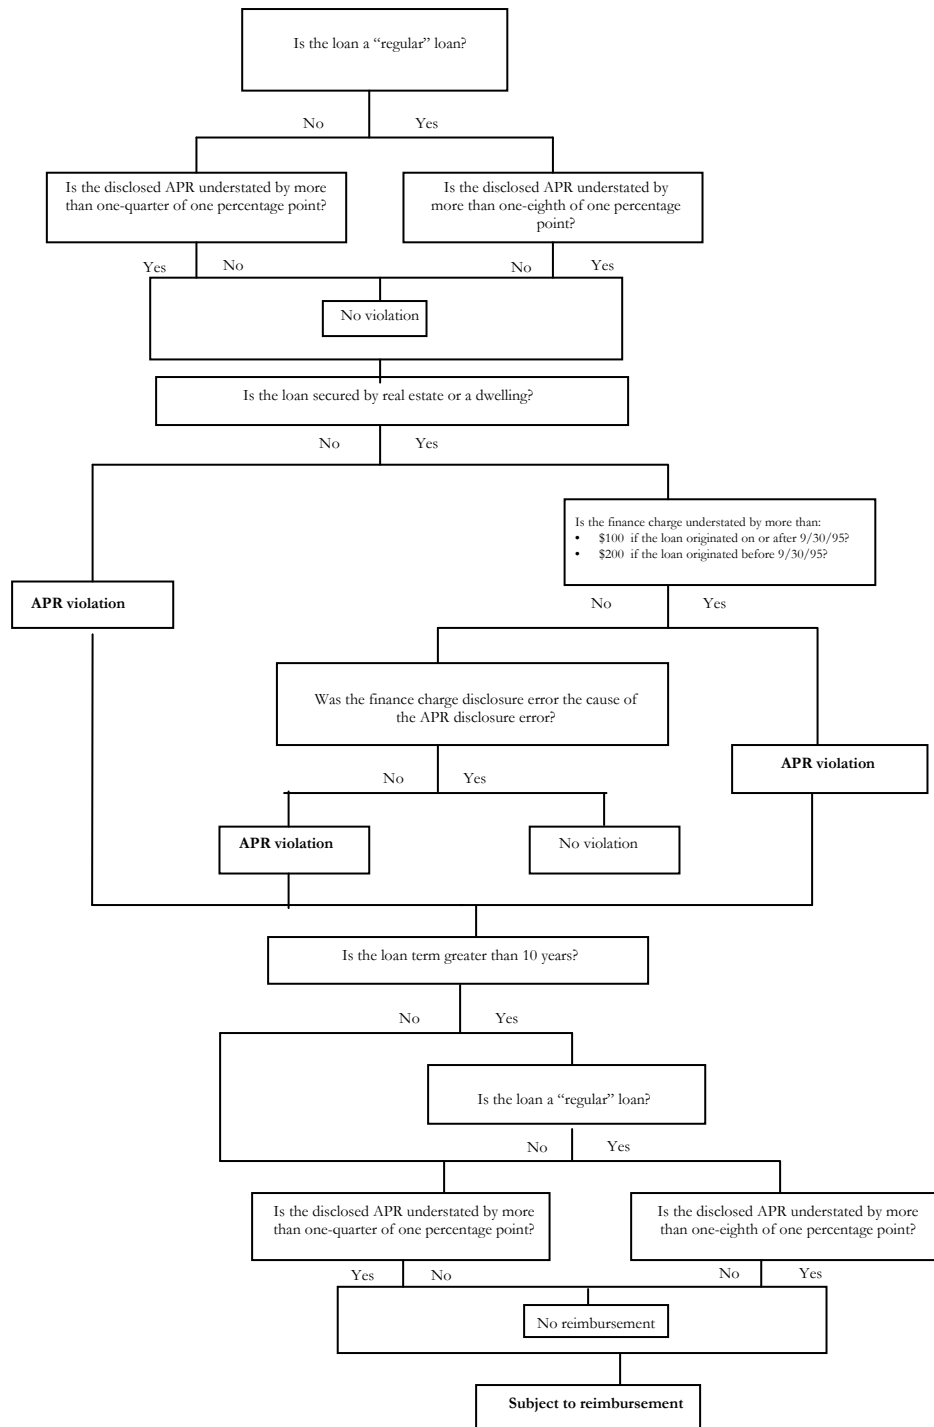 Is the loan a “regular” loan?
No
Yes
Is the disclosed APR understated by more
than one-quarter of one percentage point?
Is the disclosed APR understated by
more than one-eighth of one percentage
point?
Yes
No
No
Yes
No violation
Is the loan secured by real estate or a dwelling?
No
Yes
Is the finance charge understated by more than:
• $100 if the loan originated on or after 9/30/95?
• $200 if the loan originated before 9/30/95?
APR violation
No
Yes
Was the finance charge disclosure error the cause of
the APR disclosure error?
APR violation
No
Yes
APR violation
No violation
Is the loan term greater than 10 years?
No
Yes
Is the loan a “regular” loan?
No
Yes
Is the disclosed APR understated by more
than one-quarter of one percentage point?
Is the disclosed APR understated by more
than one-eighth of one percentage point?
Yes
No
No
Yes
No reimbursement
Subject to reimbursement